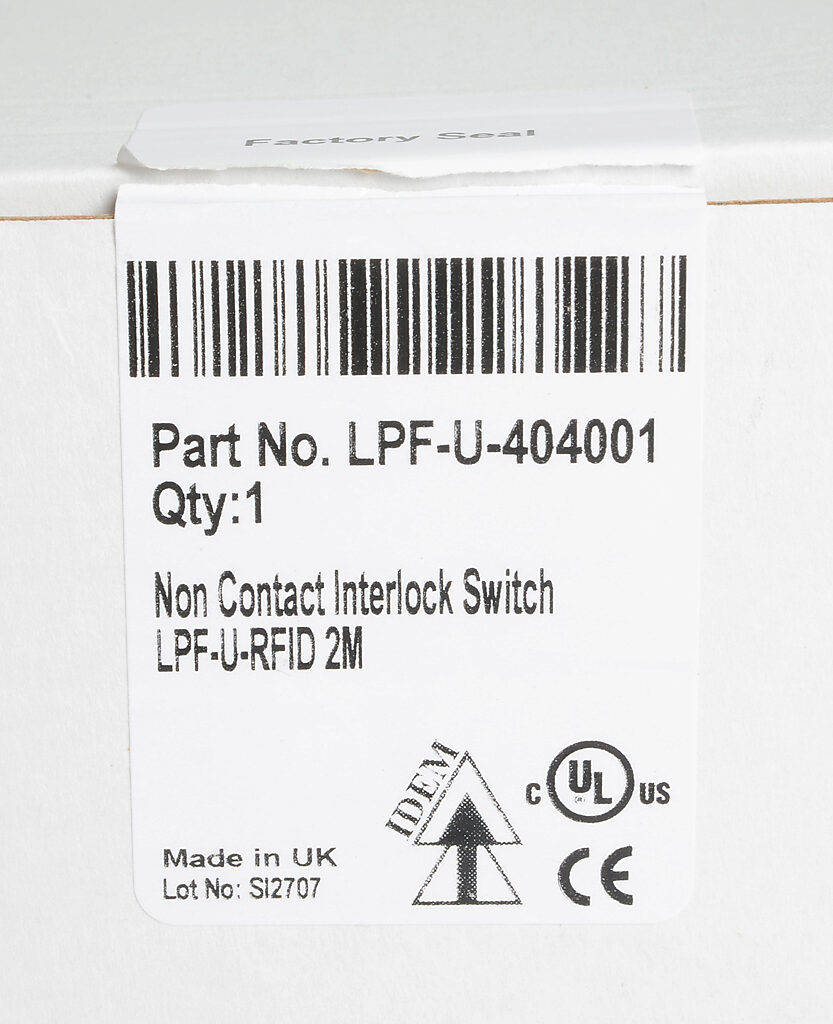 Factory Seal
Part No. LPF-U-404001
Qty:1
Non Contact Interlock Switch
LPF-U-RFID 2M
IDEM
C UL US
Made in UK
CE
Lot No: SI2707